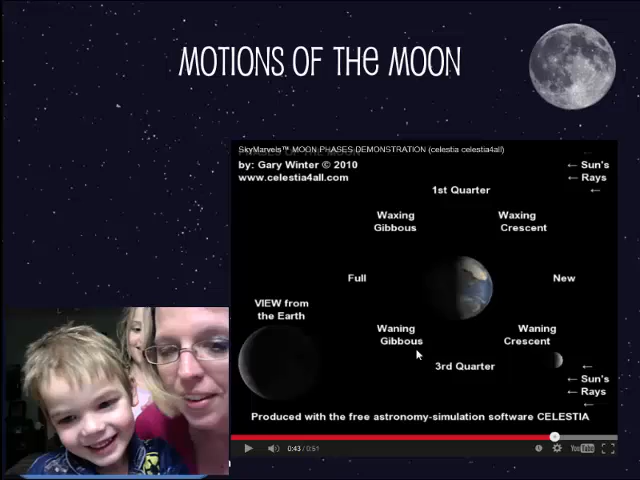 MOTIONS OF THE MOON
SkyMarvels™ MOON PHASES DEMONSTRATION (celestia celestia4all)
by: Gary Winter © 2010
www.celestia4all.com
← Sun's
← Rays
←
1st Quarter
Waxing
Gibbous
Waxing
Crescent
Full
New
VIEW from
the Earth
Waning
Gibbous
Waning
Crescent
3rd Quarter
←
← Sun's
← Rays
←
Produced with the free astronomy-simulation software CELESTIA
0:43 / 0:51
YouTube